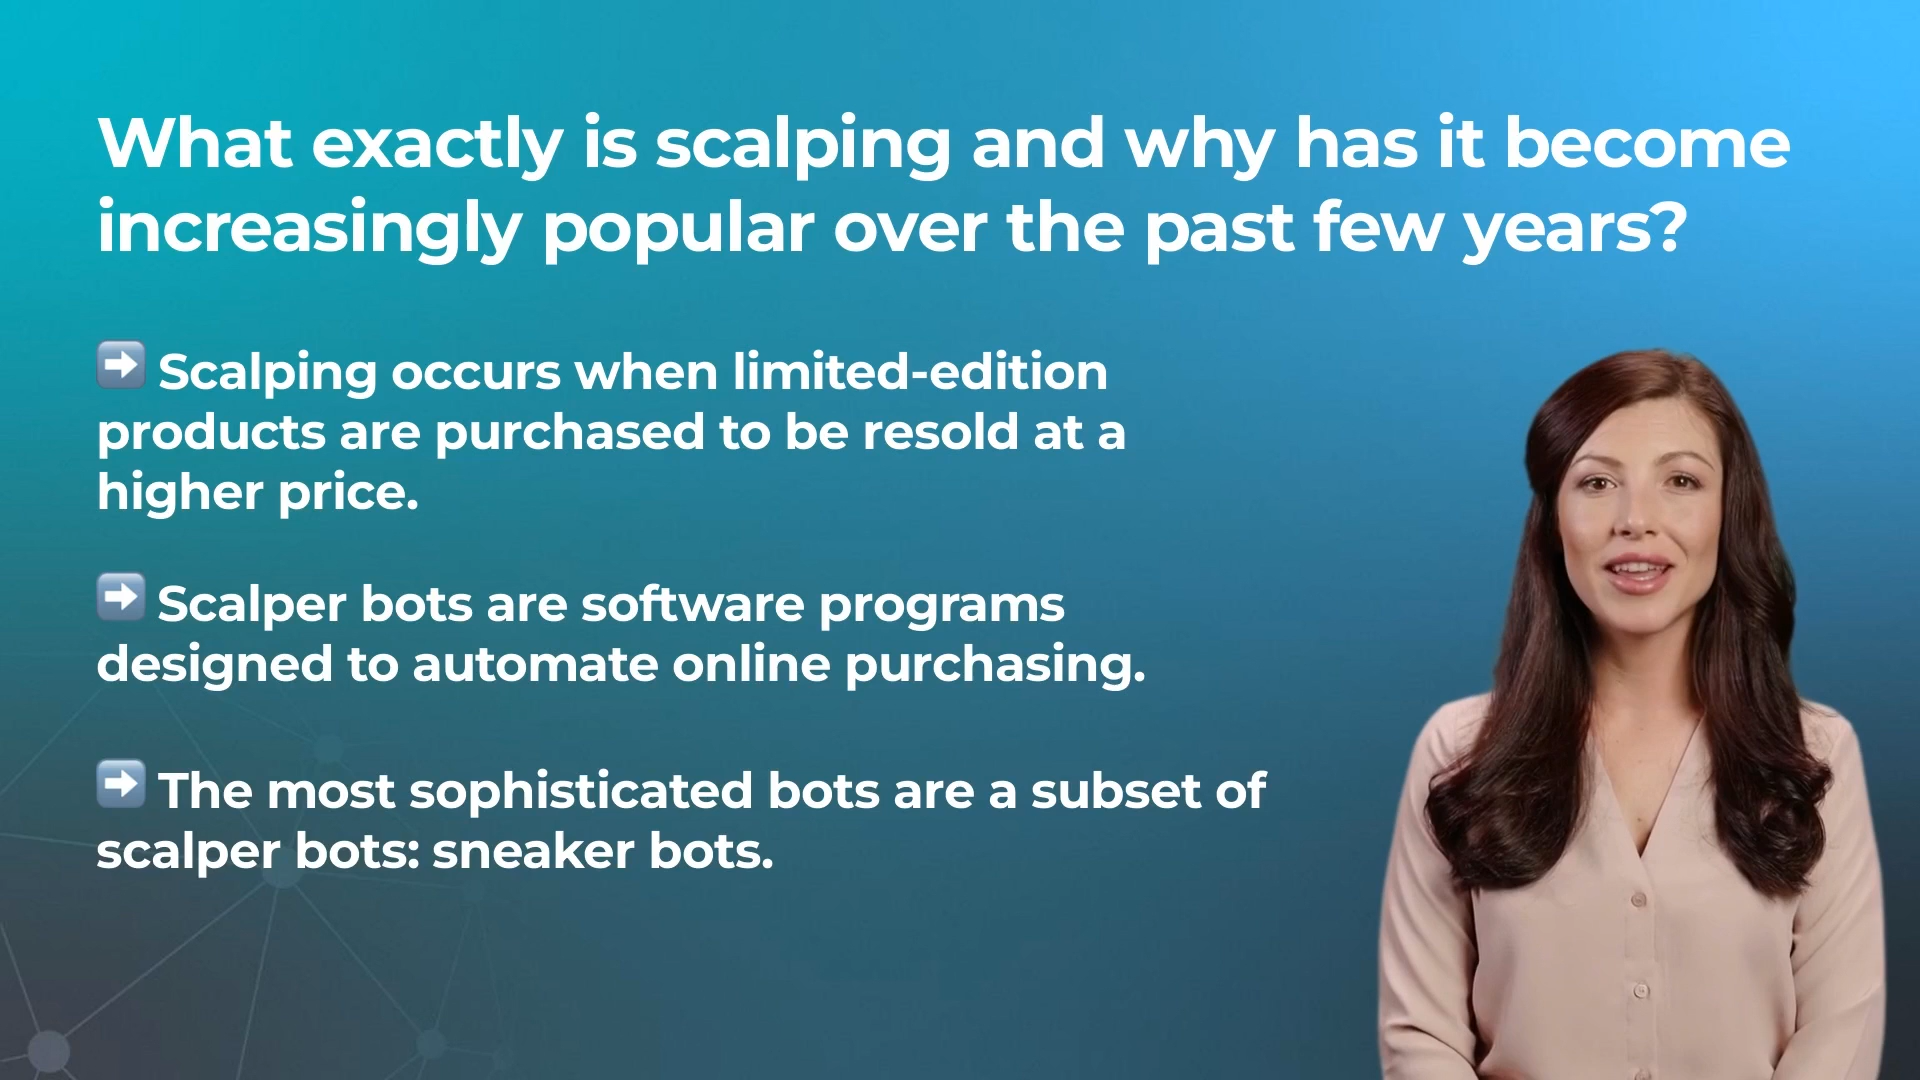 What exactly is scalping and why has it become
increasingly popular over the past few years?
➡️ Scalping occurs when limited-edition
products are purchased to be resold at a
higher price.
➡️ Scalper bots are software programs
designed to automate online purchasing.
➡️ The most sophisticated bots are a subset of
scalper bots: sneaker bots.